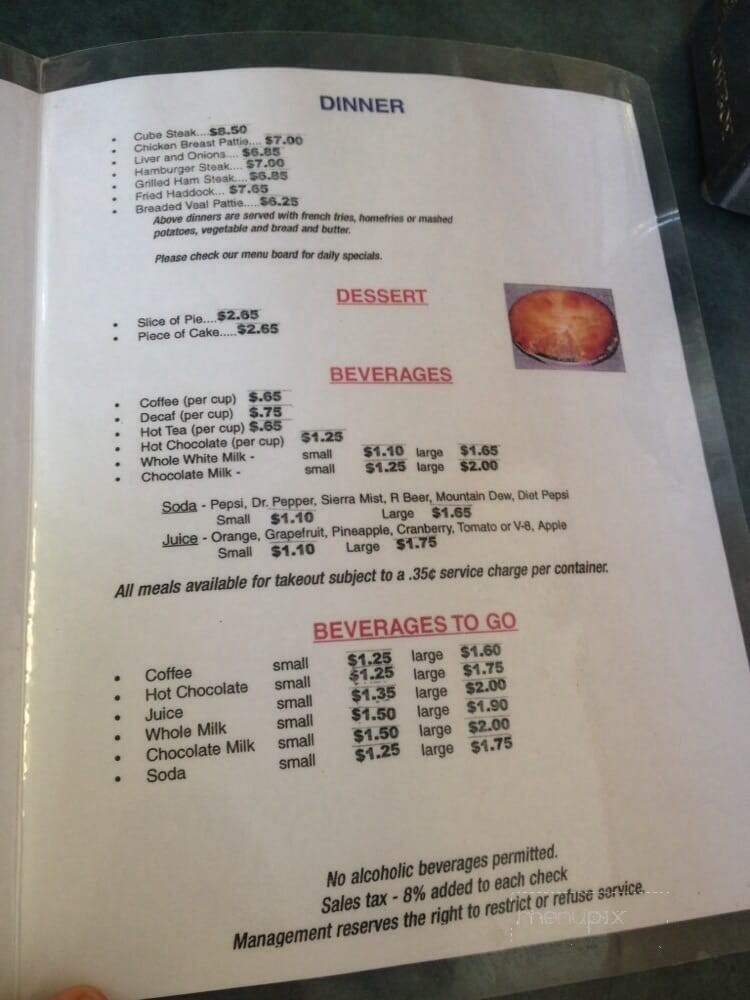 DINNER
• Cube Steak....$8.50
• Chicken Breast Pattie.... $7.00
• Liver and Onions.... $6.85
• Hamburger Steak.... $7.00
• Grilled Ham Steak.... $6.85
• Fried Haddock... $7.65
• Breaded Veal Pattie.....$6.25
Above dinners are served with french fries, homefries or mashed
potatoes, vegetable and bread and butter.
Please check our menu board for daily specials.
DESSERT
• Slice of Pie....$2.65
• Piece of Cake.....$2.65
BEVERAGES
• Coffee (per cup) $.65
• Decaf (per cup) $.75
• Hot Tea (per cup) $.65
• Hot Chocolate (per cup) $1.25
• Whole White Milk - small $1.10 large $1.65
• Chocolate Milk - small $1.25 large $2.00
Soda - Pepsi, Dr. Pepper, Sierra Mist, R Beer, Mountain Dew, Diet Pepsi
Small $1.10 Large $1.65
Juice - Orange, Grapefruit, Pineapple, Cranberry, Tomato or V-8, Apple
Small $1.10 Large $1.75
All meals available for takeout subject to a .35¢ service charge per container.
BEVERAGES TO GO
• Coffee small $1.25 large $1.60
• Hot Chocolate small $1.25 large $1.75
• Juice small $1.35 large $2.00
• Whole Milk small $1.50 large $1.90
• Chocolate Milk small $1.50 large $2.00
• Soda small $1.25 large $1.75
No alcoholic beverages permitted.
Sales tax - 8% added to each check
Management reserves the right to restrict or refuse service.
menupix